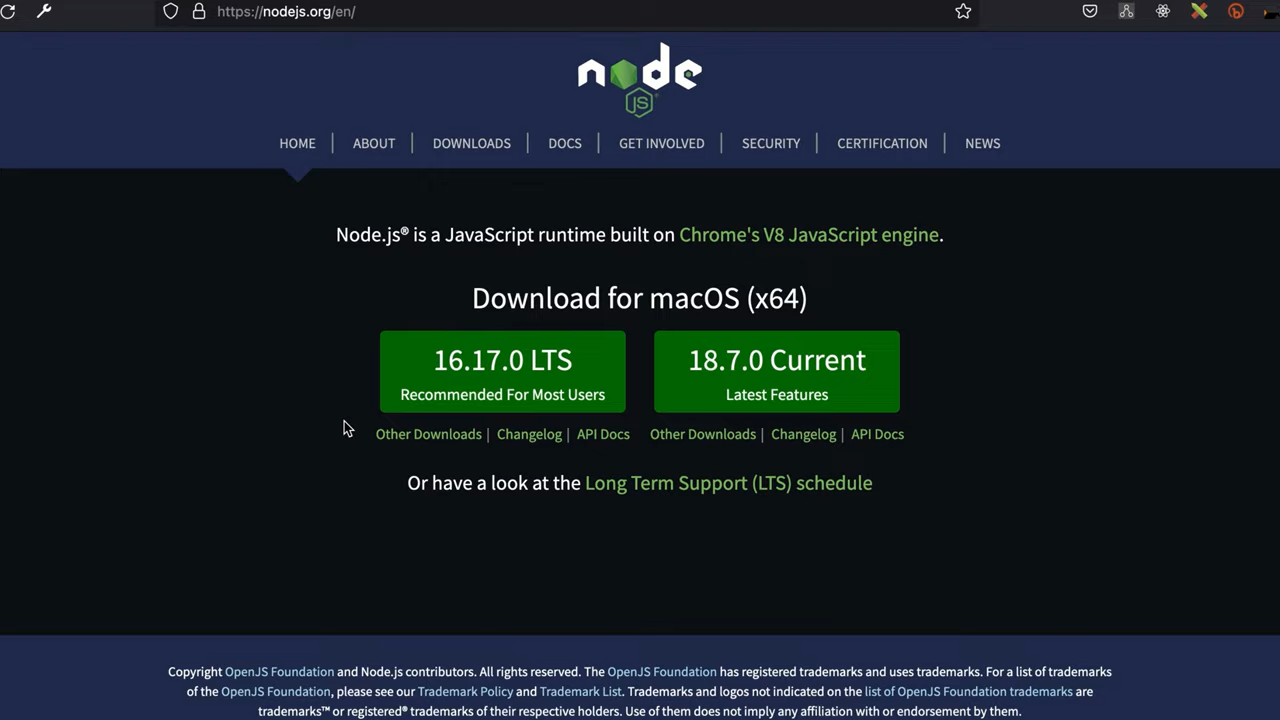 https://nodejs.org/en/
node
JS
HOME | ABOUT | DOWNLOADS | DOCS | GET INVOLVED | SECURITY | CERTIFICATION | NEWS
Node.js® is a JavaScript runtime built on Chrome's V8 JavaScript engine.
Download for macOS (x64)
16.17.0 LTS
Recommended For Most Users
18.7.0 Current
Latest Features
Other Downloads | Changelog | API Docs
Other Downloads | Changelog | API Docs
Or have a look at the Long Term Support (LTS) schedule
Copyright OpenJS Foundation and Node.js contributors. All rights reserved. The OpenJS Foundation has registered trademarks and uses trademarks. For a list of trademarks
of the OpenJS Foundation, please see our Trademark Policy and Trademark List. Trademarks and logos not indicated on the list of OpenJS Foundation trademarks are
trademarks™ or registered® trademarks of their respective holders. Use of them does not imply any affiliation with or endorsement by them.